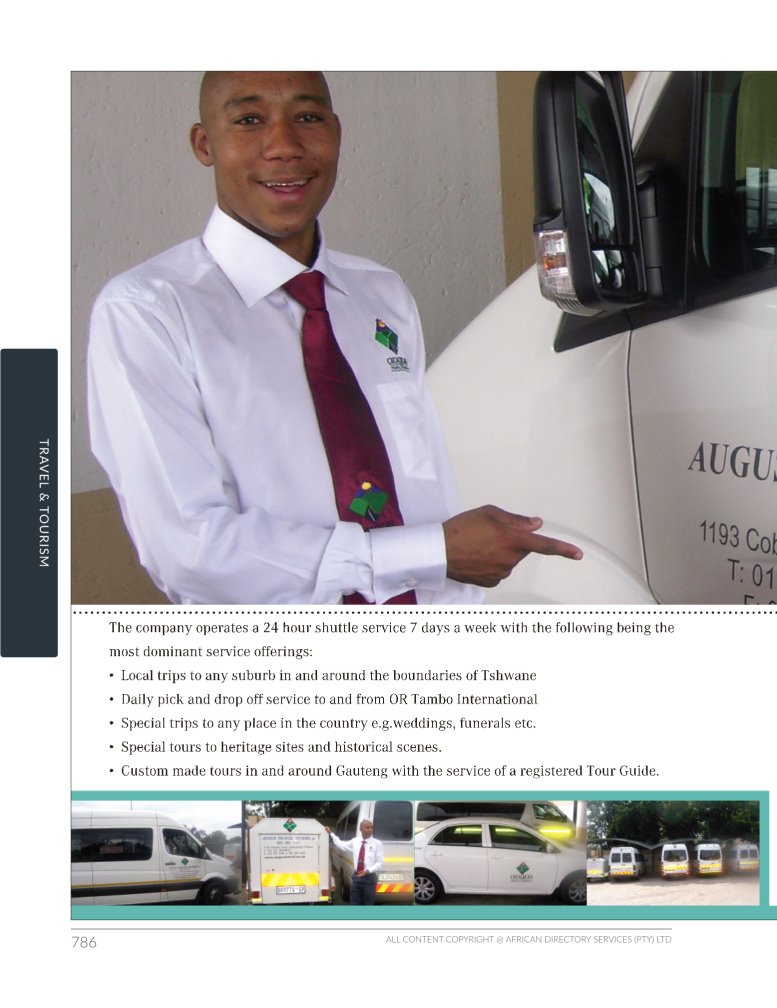 AUGU
1193 Cob
T: 01
TRAVEL & TOURISM
The company operates a 24 hour shuttle service 7 days a week with the following being the
most dominant service offerings:
• Local trips to any suburb in and around the boundaries of Tshwane
• Daily pick and drop off service to and from OR Tambo International
• Special trips to any place in the country e.g.weddings, funerals etc.
• Special tours to heritage sites and historical scenes.
• Custom made tours in and around Gauteng with the service of a registered Tour Guide.
786
ALL CONTENT COPYRIGHT @ AFRICAN DIRECTORY SERVICES (PTY) LTD